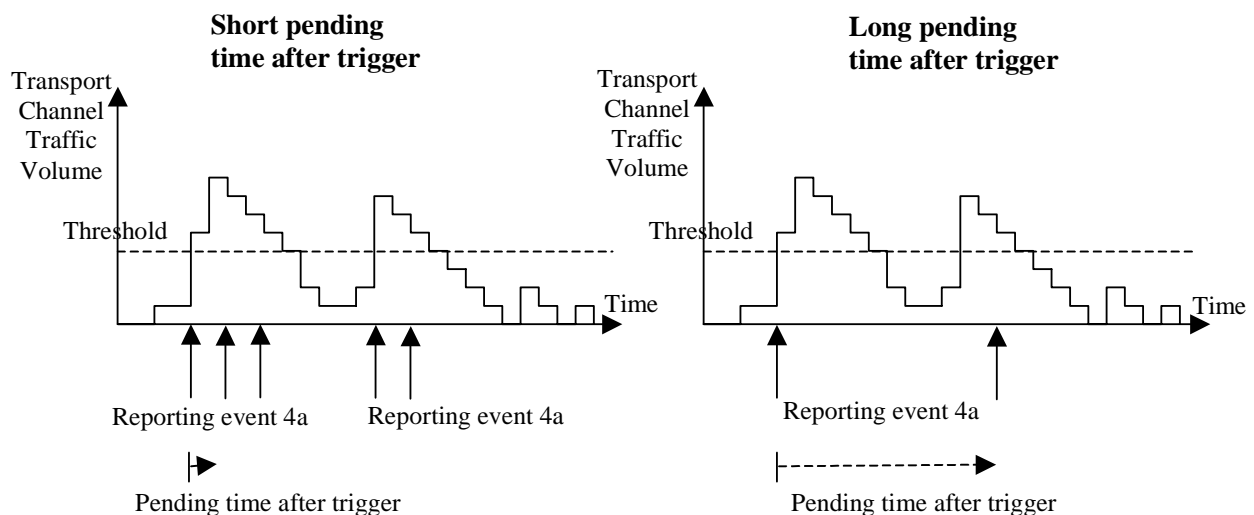 Short pending
time after trigger
Transport
Channel
Traffic
Volume
Threshold
Time
Reporting event 4a
Reporting event 4a
Pending time after trigger
Long pending
time after trigger
Transport
Channel
Traffic
Volume
Threshold
Time
Reporting event 4a
Pending time after trigger